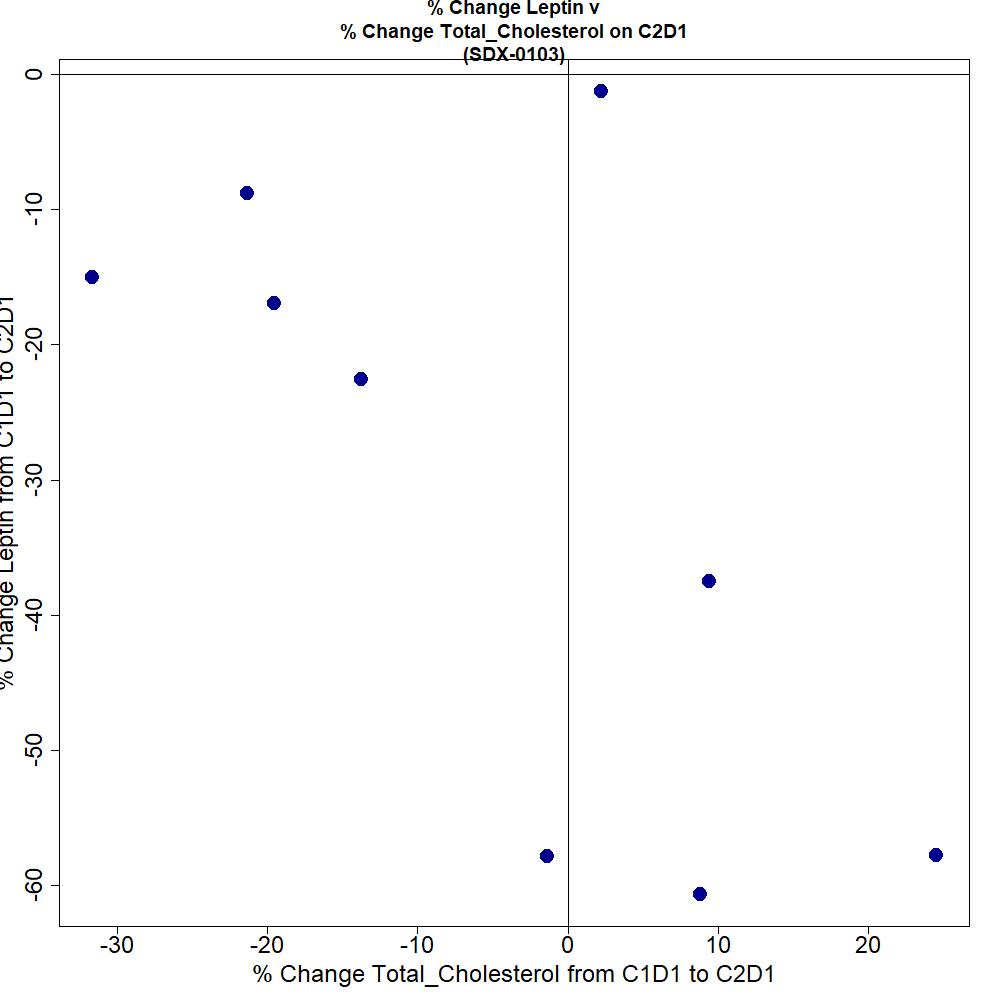 % Change Leptin v
% Change Total_Cholesterol on C2D1
(SDX-0103)
% Change Leptin from C1D1 to C2D1
0
-10
-20
-30
-40
-50
-60
-30 -20 -10 0 10 20
% Change Total_Cholesterol from C1D1 to C2D1